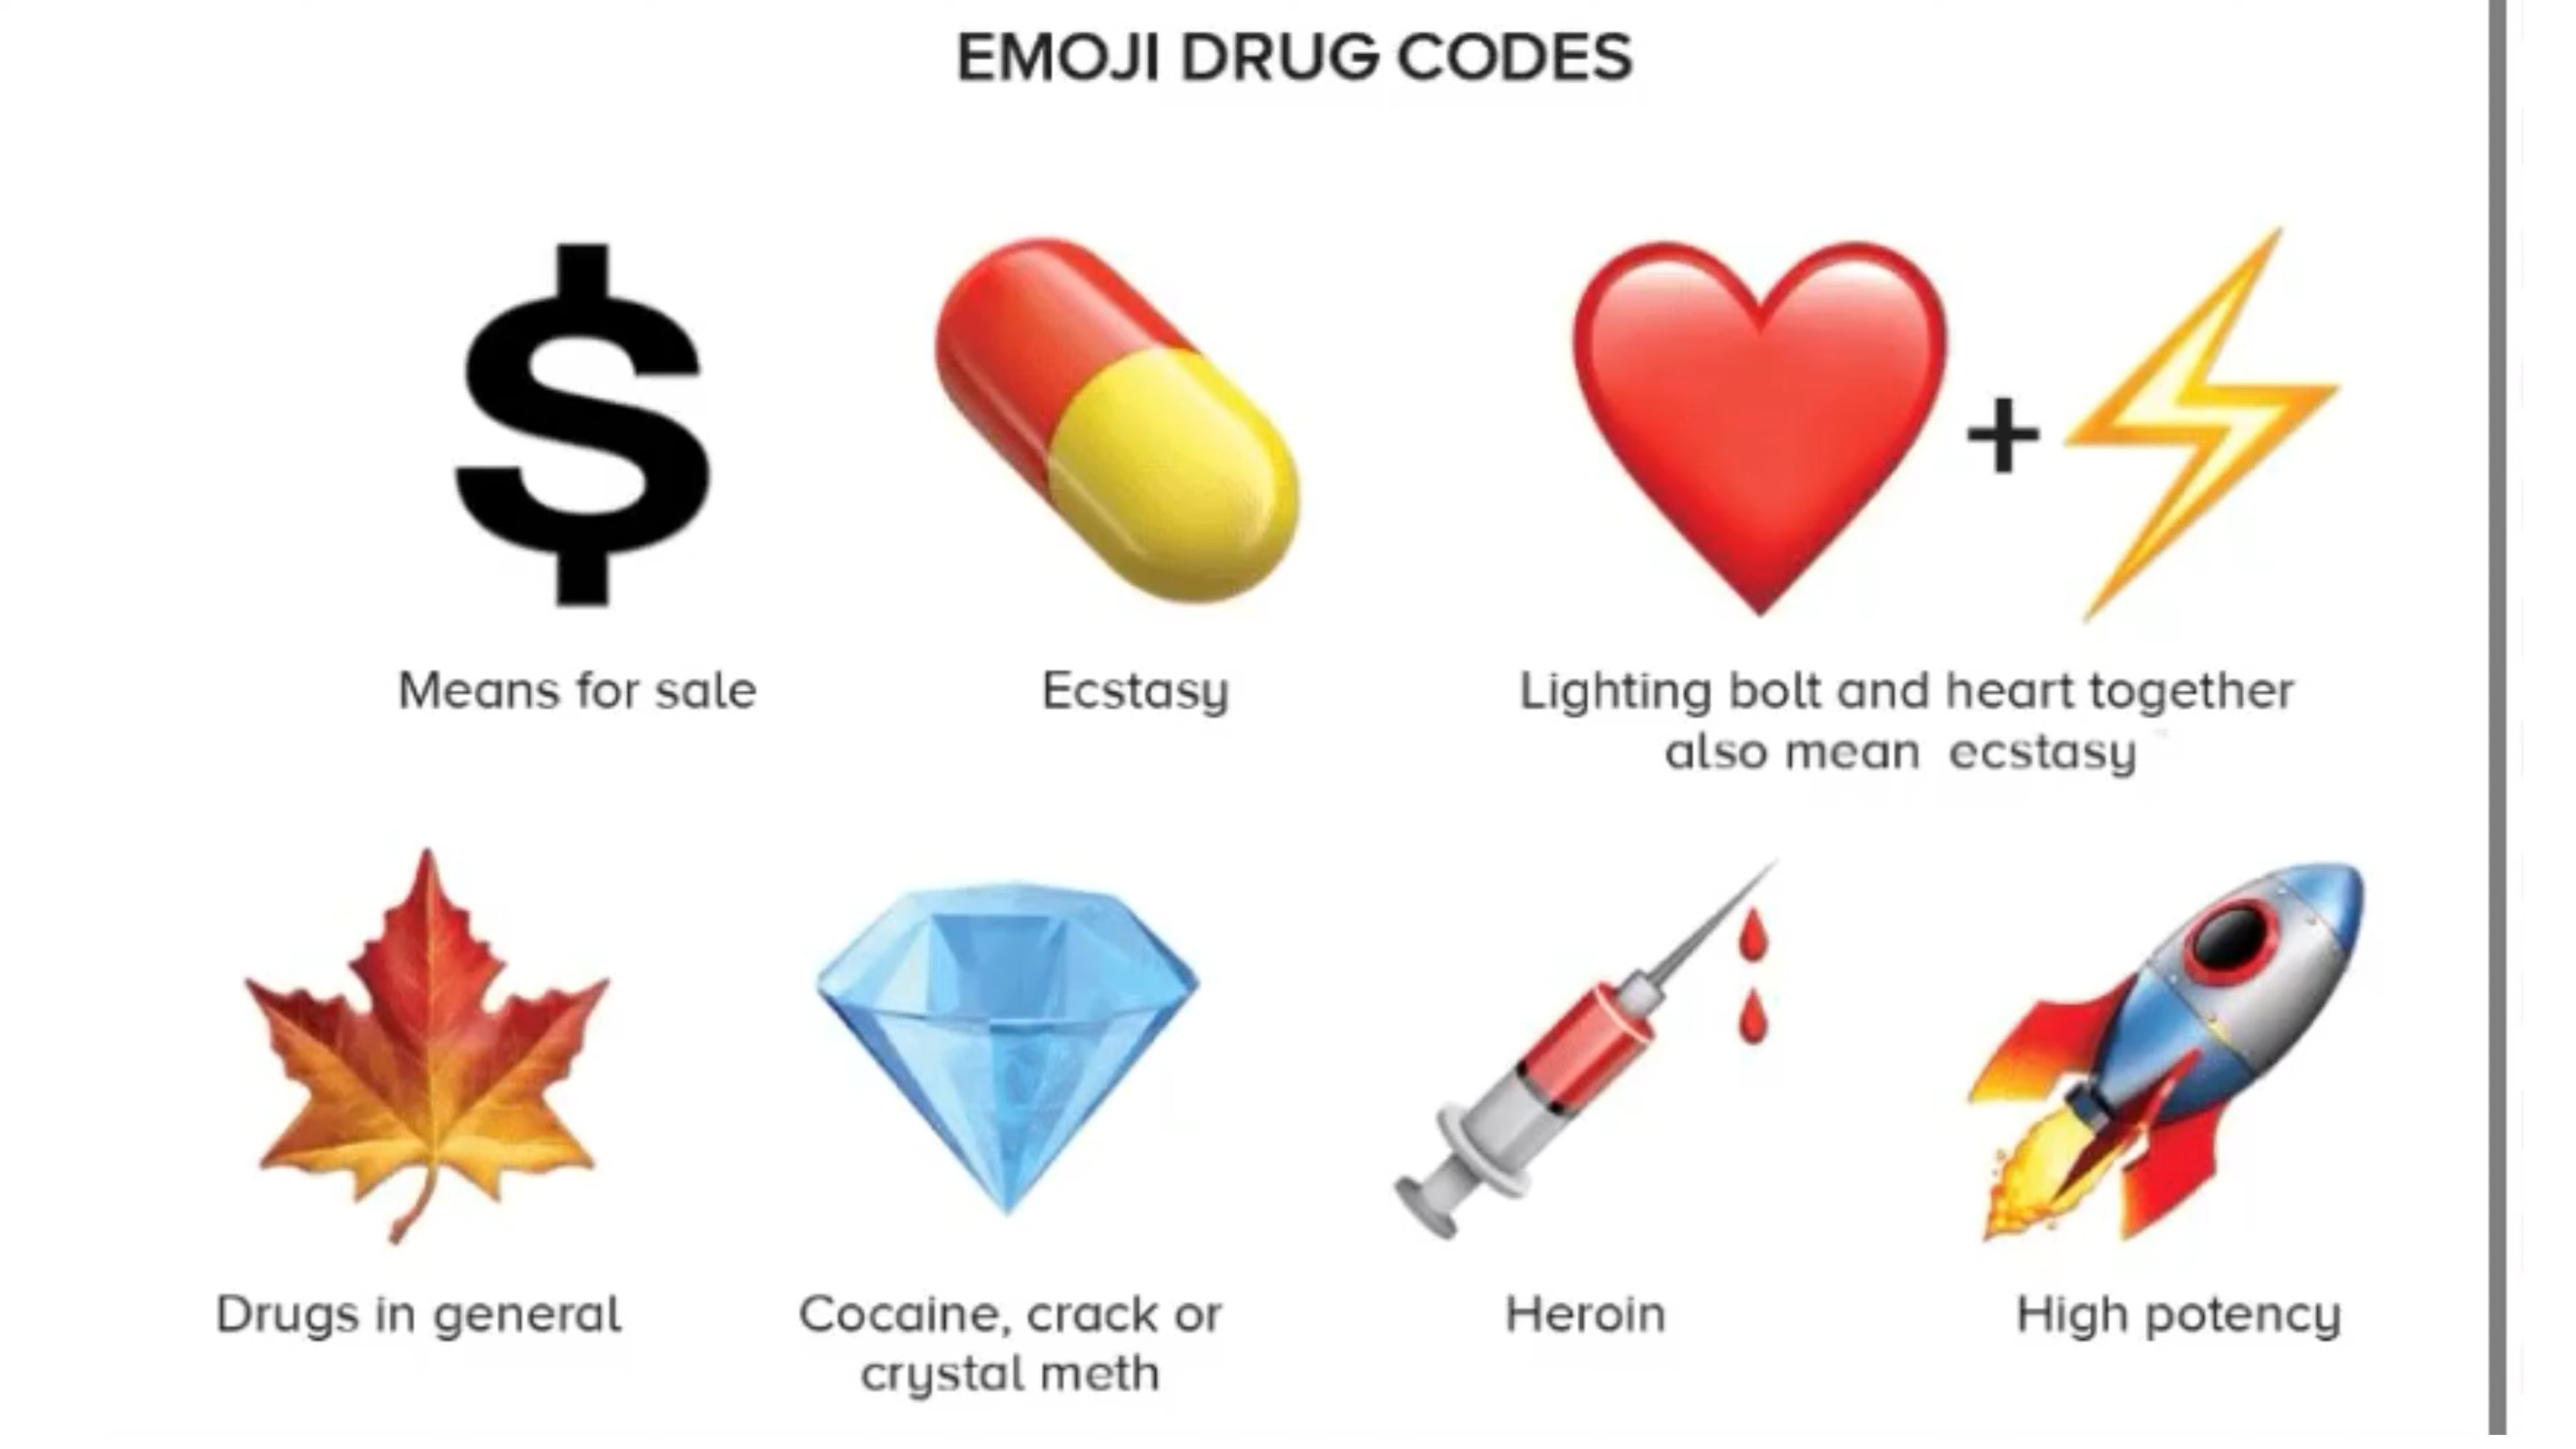 EMOJI DRUG CODES
$
Means for sale
Ecstasy
+
Lighting bolt and heart together
also mean ecstasy
Drugs in general
Cocaine, crack or
crystal meth
Heroin
High potency